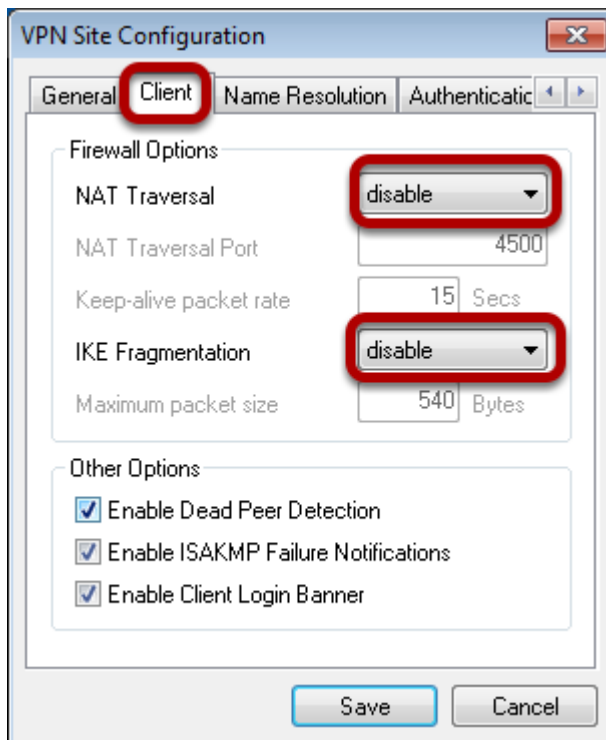 VPN Site Configuration
General Client Name Resolution Authenticatic
Firewall Options
NAT Traversal disable
NAT Traversal Port 4500
Keep-alive packet rate 15 Secs
IKE Fragmentation disable
Maximum packet size 540 Bytes
Other Options
Enable Dead Peer Detection
Enable ISAKMP Failure Notifications
Enable Client Login Banner
Save Cancel